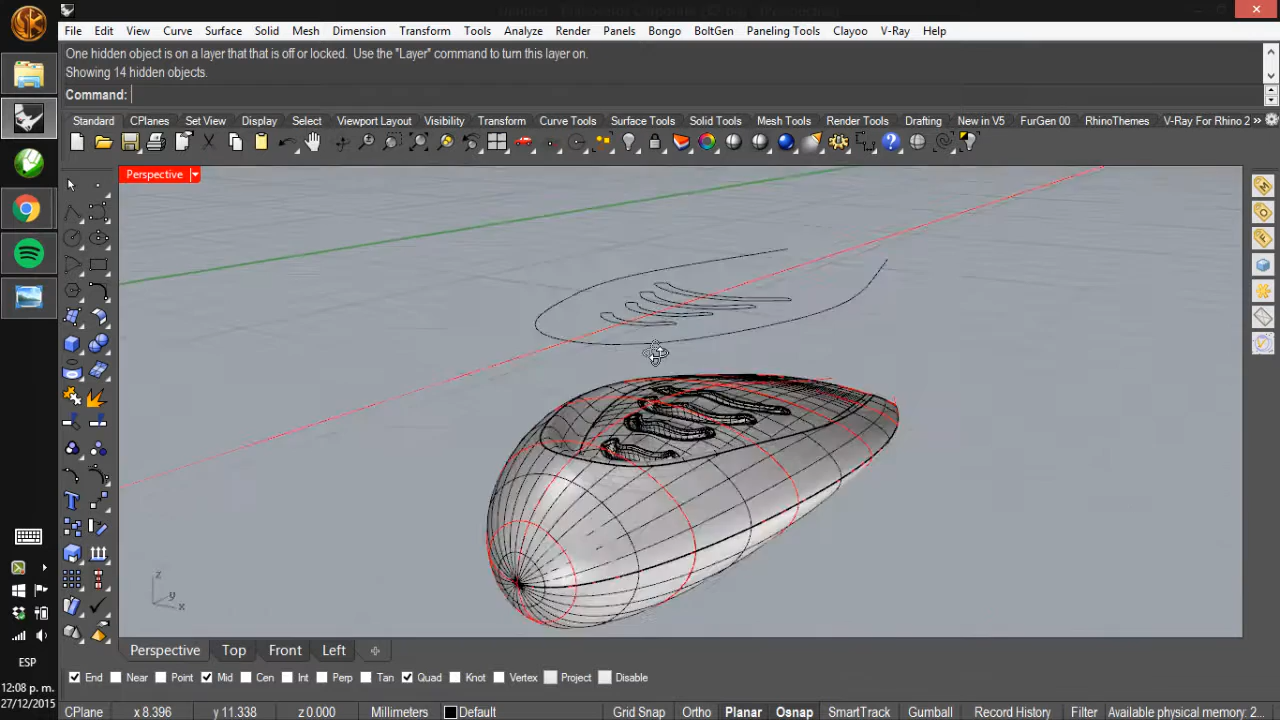 File Edit View Curve Surface Solid Mesh Dimension Transform Tools Analyze Render Panels Bongo BoltGen Paneling Tools Clayoo V-Ray Help
One hidden object is on a layer that that is off or locked.  Use the "Layer" command to turn this layer on.
Showing 14 hidden objects.
Command:
Standard CPlanes Set View Display Select Viewport Layout Visibility Transform Curve Tools Surface Tools Solid Tools Mesh Tools Render Tools Drafting New in V5 FurGen 00 RhinoThemes V-Ray For Rhino 2 »
Perspective
z
y
x
Perspective Top Front Left
End Near Point Mid Cen Int Perp Tan Quad Knot Vertex Project Disable
ESP
12:08 p. m.
27/12/2015
CPlane x 8.396 y 11.338 z 0.000 Millimeters Default Grid Snap Ortho Planar Osnap SmartTrack Gumball Record History Filter Available physical memory: 2...